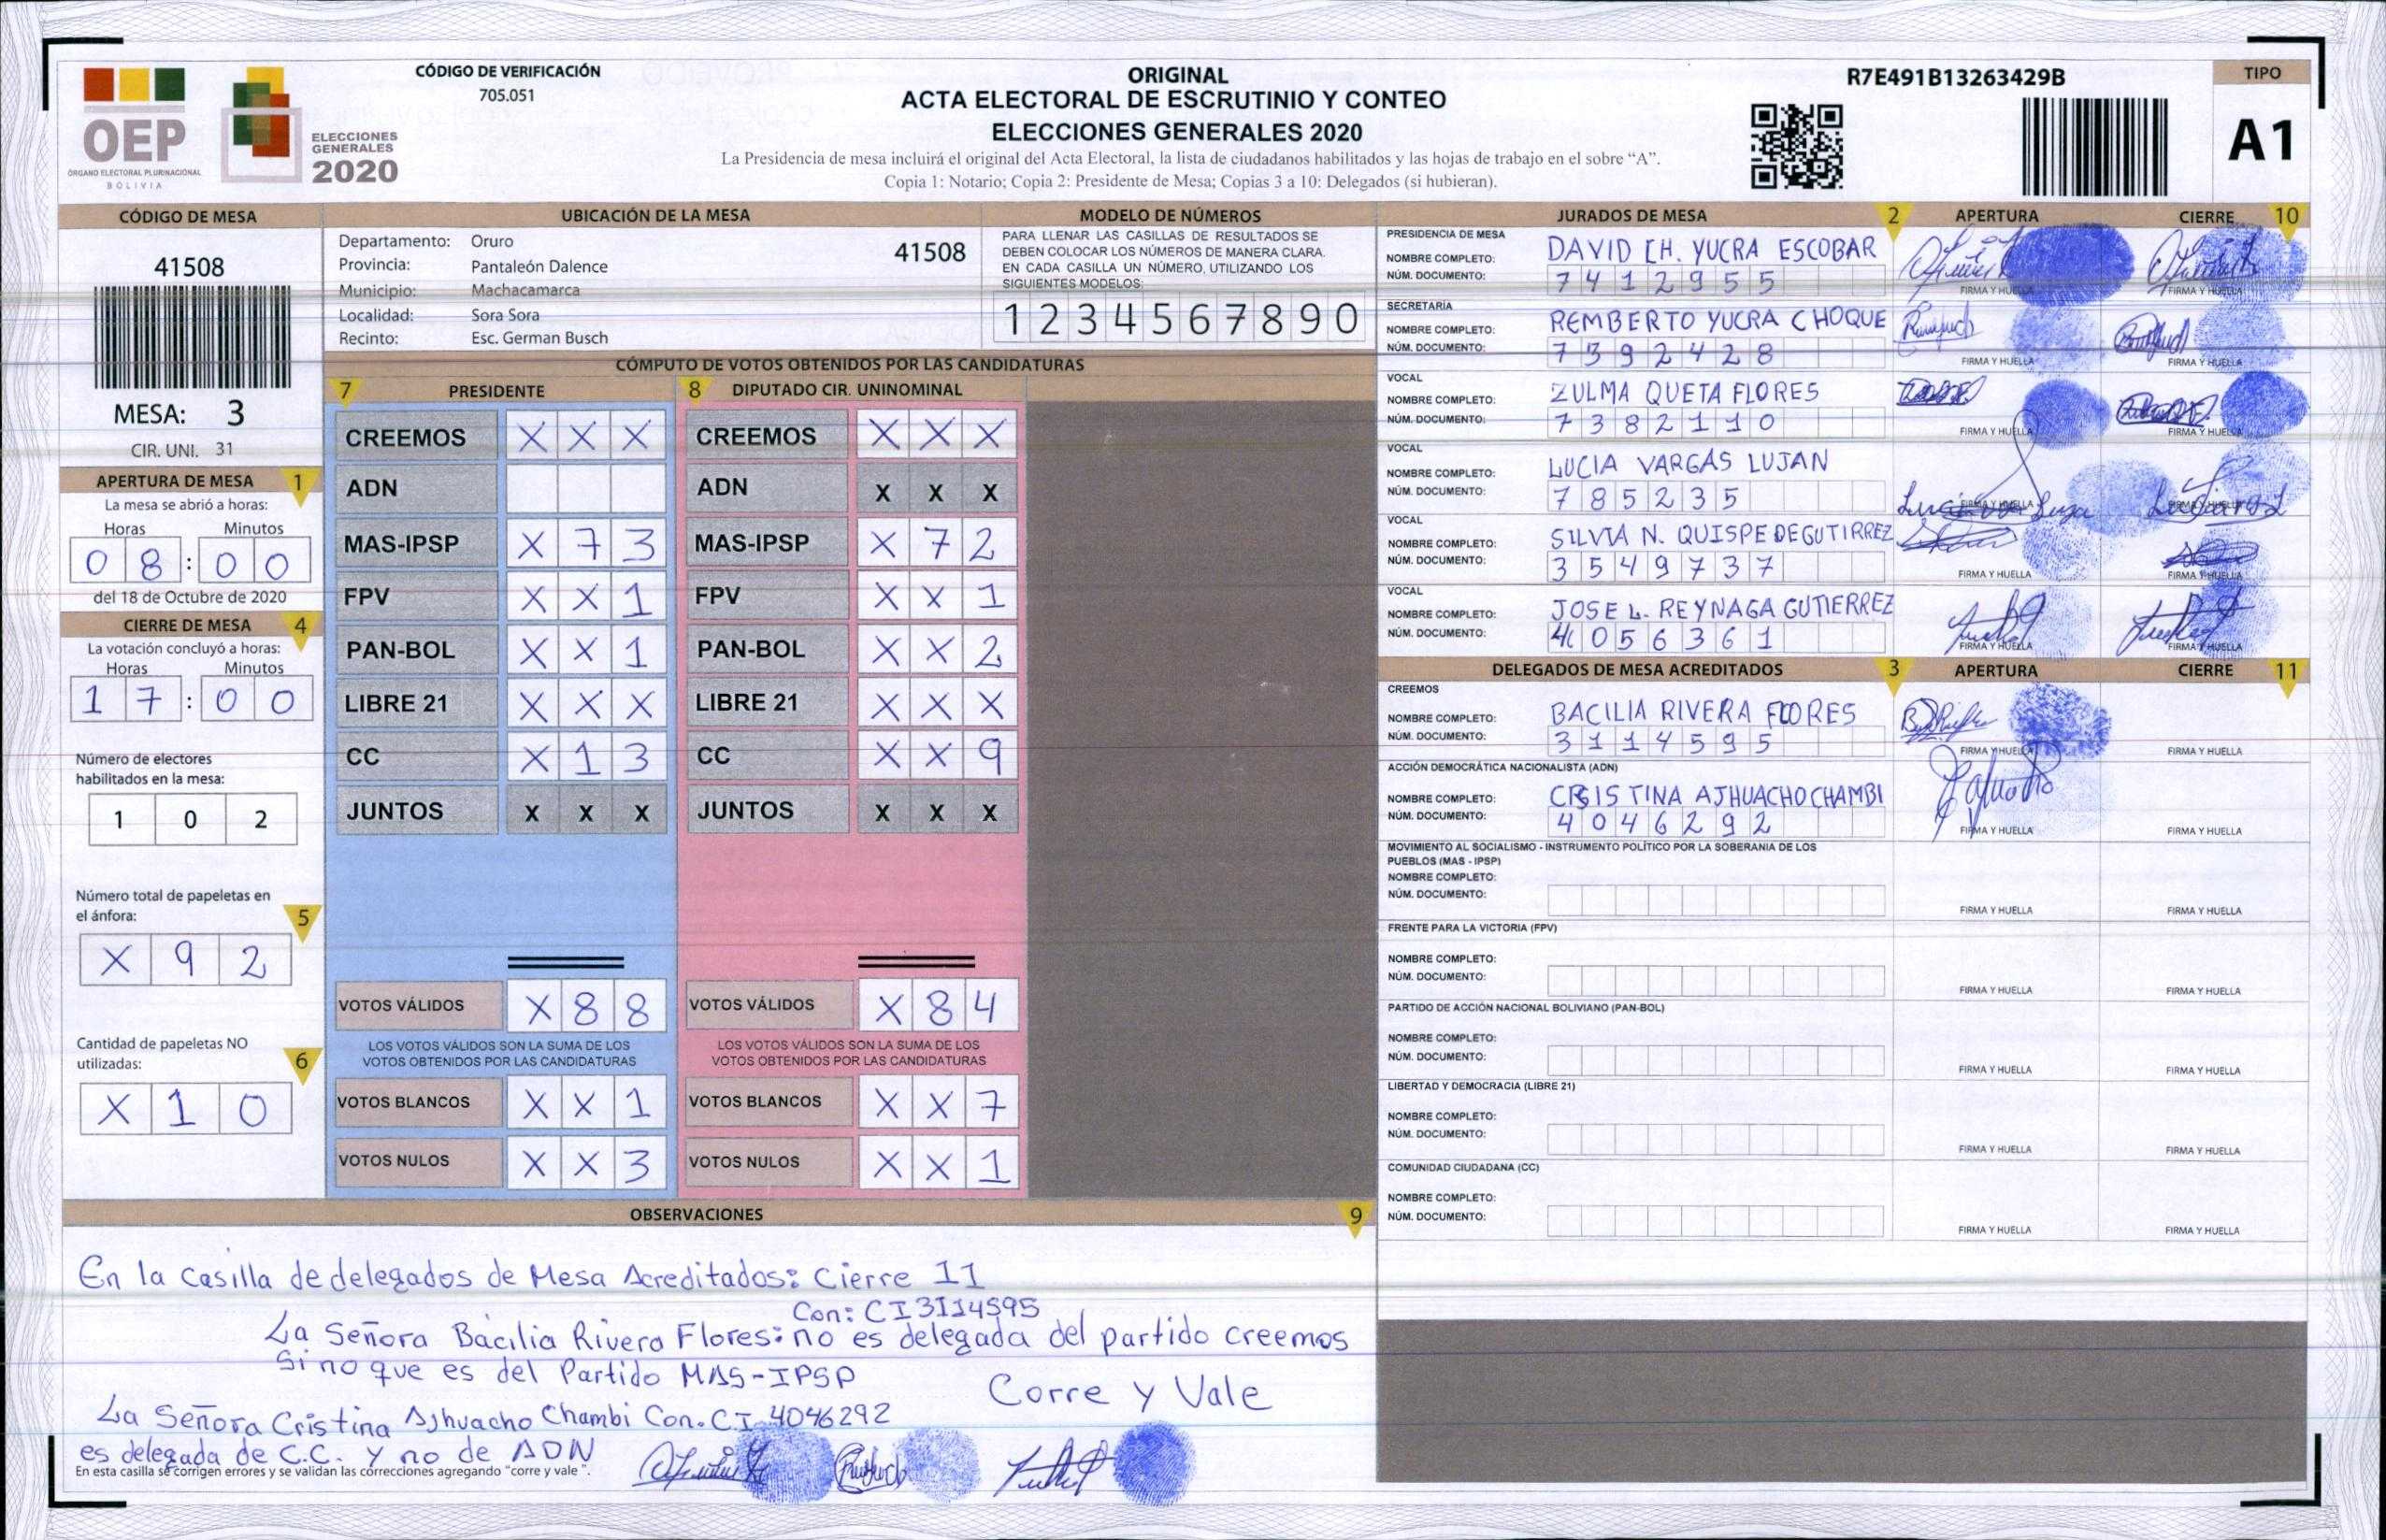 OEP
ÓRGANO ELECTORAL PLURINACIONAL
BOLIVIA
ELECCIONES
GENERALES
2020
CÓDIGO DE VERIFICACIÓN
705.051
ORIGINAL
ACTA ELECTORAL DE ESCRUTINIO Y CONTEO
ELECCIONES GENERALES 2020
La Presidencia de mesa incluirá el original del Acta Electoral, la lista de ciudadanos habilitados y las hojas de trabajo en el sobre “A”.
Copia 1: Notario; Copia 2: Presidente de Mesa; Copias 3 a 10: Delegados (si hubieran).
R7E491B13263429B
TIPO
A1
CÓDIGO DE MESA
41508
MESA: 3
CIR. UNI. 31
APERTURA DE MESA 1
La mesa se abrió a horas:
Horas Minutos
0 8 : 0 0
del 18 de Octubre de 2020
CIERRE DE MESA 4
La votación concluyó a horas:
Horas Minutos
1 7 : 0 0
Número de electores
habilitados en la mesa:
1 0 2
Número total de papeletas en
el ánfora: 5
X 9 2
Cantidad de papeletas NO
utilizadas: 6
X 1 0
UBICACIÓN DE LA MESA
Departamento: Oruro 41508
Provincia: Pantaleón Dalence
Municipio: Machacamarca
Localidad: Sora Sora
Recinto: Esc. German Busch
MODELO DE NÚMEROS
PARA LLENAR LAS CASILLAS DE RESULTADOS SE
DEBEN COLOCAR LOS NÚMEROS DE MANERA CLARA.
EN CADA CASILLA UN NÚMERO, UTILIZANDO LOS
SIGUIENTES MODELOS:
1 2 3 4 5 6 7 8 9 0
CÓMPUTO DE VOTOS OBTENIDOS POR LAS CANDIDATURAS
7 PRESIDENTE
CREEMOS X X X
ADN
MAS-IPSP X 7 3
FPV X X 1
PAN-BOL X X 1
LIBRE 21 X X X
CC X 1 3
JUNTOS X X X
VOTOS VÁLIDOS X 8 8
LOS VOTOS VÁLIDOS SON LA SUMA DE LOS
VOTOS OBTENIDOS POR LAS CANDIDATURAS
VOTOS BLANCOS X X 1
VOTOS NULOS X X 3
8 DIPUTADO CIR. UNINOMINAL
CREEMOS X X X
ADN X X X
MAS-IPSP X 7 2
FPV X X 1
PAN-BOL X X 2
LIBRE 21 X X X
CC X X 9
JUNTOS X X X
VOTOS VÁLIDOS X 8 4
LOS VOTOS VÁLIDOS SON LA SUMA DE LOS
VOTOS OBTENIDOS POR LAS CANDIDATURAS
VOTOS BLANCOS X X 7
VOTOS NULOS X X 1
JURADOS DE MESA 2 APERTURA CIERRE 10
PRESIDENCIA DE MESA
NOMBRE COMPLETO: DAVID CH. YUCRA ESCOBAR
NÚM. DOCUMENTO: 7412955
FIRMA Y HUELLA FIRMA Y HUELLA
SECRETARÍA
NOMBRE COMPLETO: REMBERTO YUCRA CHOQUE
NÚM. DOCUMENTO: 7392428
FIRMA Y HUELLA FIRMA Y HUELLA
VOCAL
NOMBRE COMPLETO: ZULMA QUETA FLORES
NÚM. DOCUMENTO: 7382110
FIRMA Y HUELLA FIRMA Y HUELLA
VOCAL
NOMBRE COMPLETO: LUCIA VARGAS LUJAN
NÚM. DOCUMENTO: 785235
FIRMA Y HUELLA FIRMA Y HUELLA
VOCAL
NOMBRE COMPLETO: SILVIA N. QUISPE DE GUTIRREZ
NÚM. DOCUMENTO: 3549737
FIRMA Y HUELLA FIRMA Y HUELLA
VOCAL
NOMBRE COMPLETO: JOSE L. REYNAGA GUTIERREZ
NÚM. DOCUMENTO: 4056361
FIRMA Y HUELLA FIRMA Y HUELLA
DELEGADOS DE MESA ACREDITADOS 3 APERTURA CIERRE 11
CREEMOS
NOMBRE COMPLETO: BACILIA RIVERA FLORES
NÚM. DOCUMENTO: 3114595
FIRMA Y HUELLA FIRMA Y HUELLA
ACCIÓN DEMOCRÁTICA NACIONALISTA (ADN)
NOMBRE COMPLETO: CRISTINA AJHUACHO CHAMBI
NÚM. DOCUMENTO: 4046292
FIRMA Y HUELLA FIRMA Y HUELLA
MOVIMIENTO AL SOCIALISMO - INSTRUMENTO POLÍTICO POR LA SOBERANIA DE LOS
PUEBLOS (MAS - IPSP)
NOMBRE COMPLETO:
NÚM. DOCUMENTO:
FIRMA Y HUELLA FIRMA Y HUELLA
FRENTE PARA LA VICTORIA (FPV)
NOMBRE COMPLETO:
NÚM. DOCUMENTO:
FIRMA Y HUELLA FIRMA Y HUELLA
PARTIDO DE ACCIÓN NACIONAL BOLIVIANO (PAN-BOL)
NOMBRE COMPLETO:
NÚM. DOCUMENTO:
FIRMA Y HUELLA FIRMA Y HUELLA
LIBERTAD Y DEMOCRACIA (LIBRE 21)
NOMBRE COMPLETO:
NÚM. DOCUMENTO:
FIRMA Y HUELLA FIRMA Y HUELLA
COMUNIDAD CIUDADANA (CC)
NOMBRE COMPLETO:
NÚM. DOCUMENTO:
FIRMA Y HUELLA FIRMA Y HUELLA
OBSERVACIONES 9
En la Casilla de delegados de Mesa Acreditados: Cierre 11
Con: CI 3114595
La Señora Bacilia Rivera Flores: no es delegada del partido creemos
Sino que es del Partido MAS-IPSP
Corre y Vale
La Señora Cristina Ajhuacho Chambi Con. C.I. 4046292
es delegada de C.C. y no de ADN
En esta casilla se corrigen errores y se validan las correcciones agregando "corre y vale".